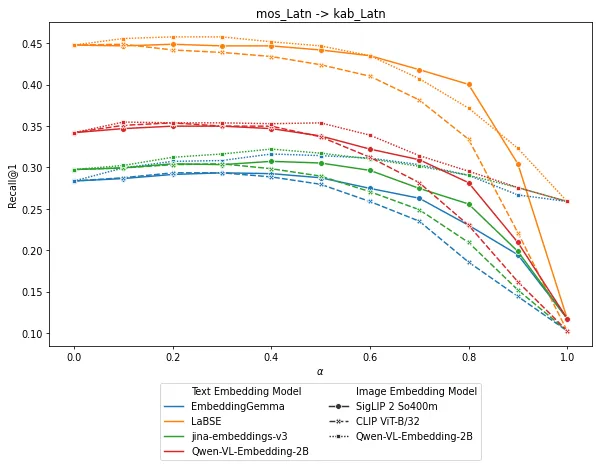 mos_Latn -> kab_Latn
Recall@1
0.45
0.40
0.35
0.30
0.25
0.20
0.15
0.10
0.0 0.2 0.4 0.6 0.8 1.0
α
Text Embedding Model
EmbeddingGemma
LaBSE
jina-embeddings-v3
Qwen-VL-Embedding-2B
Image Embedding Model
SigLIP 2 So400m
CLIP ViT-B/32
Qwen-VL-Embedding-2B